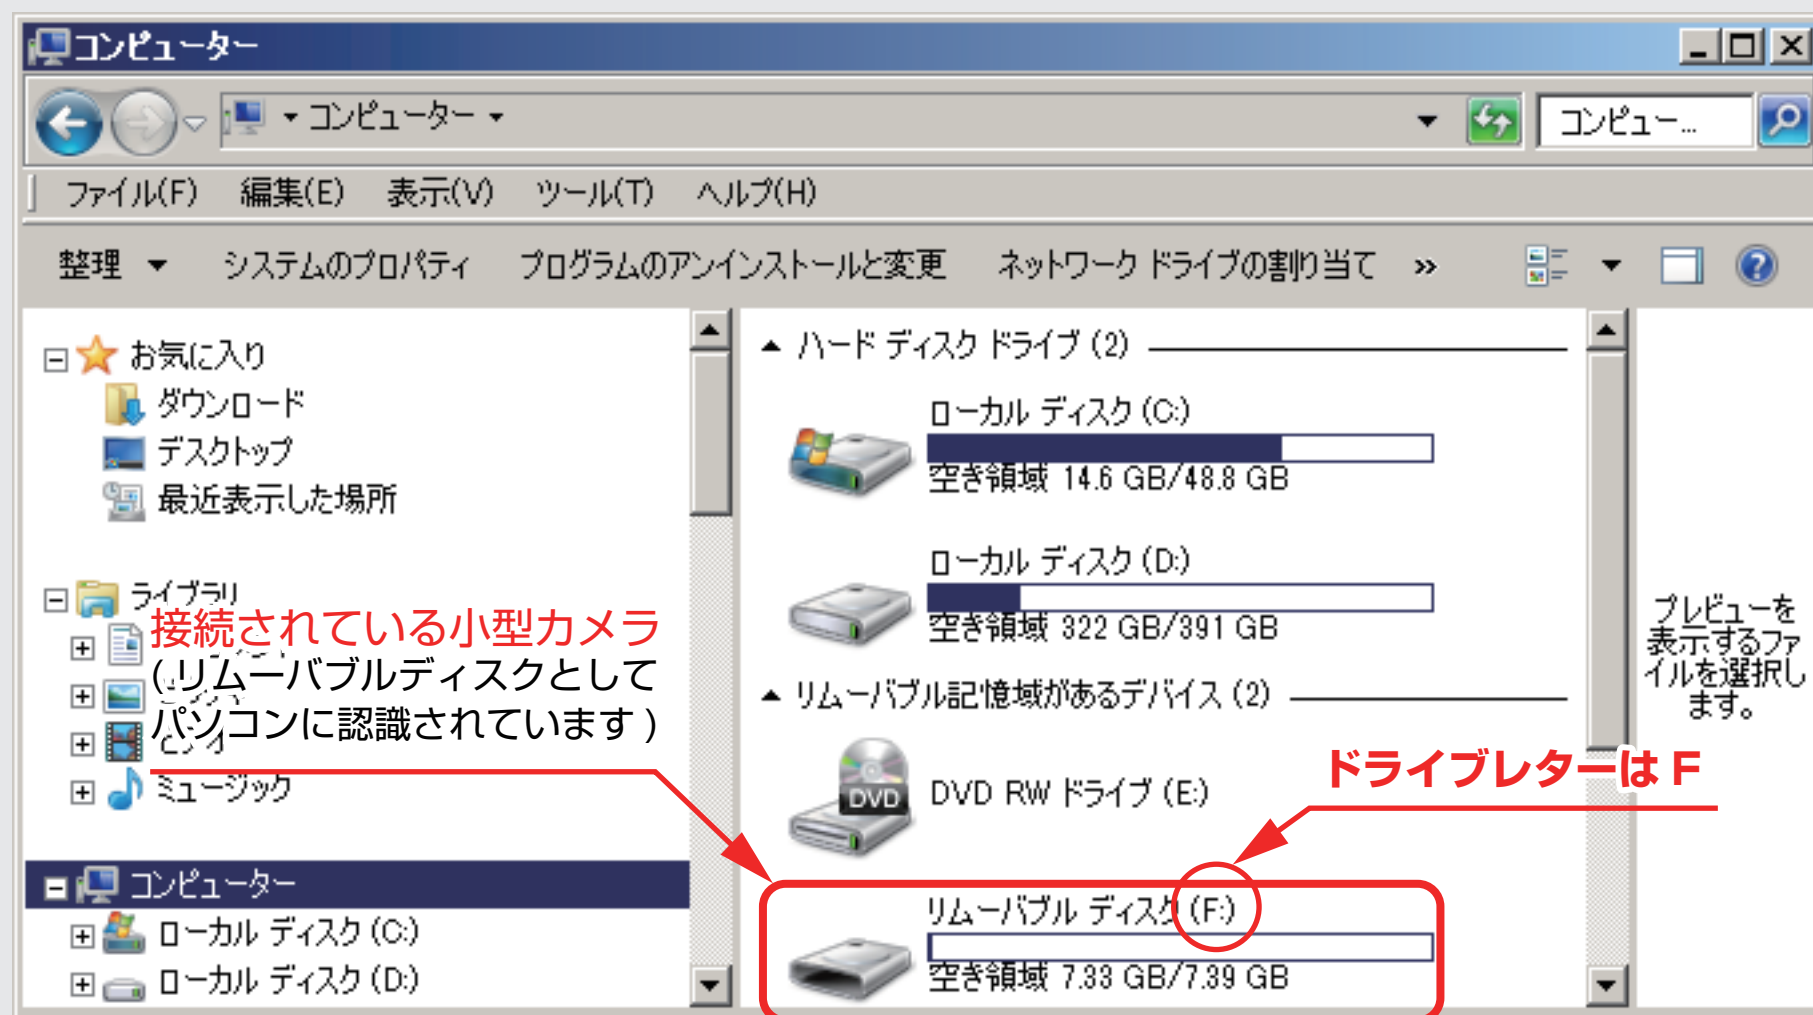 コンピューター
コンピューター
コンピュー...
ファイル(F) 編集(E) 表示(V) ツール(T) ヘルプ(H)
整理 システムのプロパティ プログラムのアンインストールと変更 ネットワーク ドライブの割り当て »
お気に入り
ダウンロード
デスクトップ
最近表示した場所
ライブラリ
接続されている小型カメラ
(リムーバブルディスクとして
パソコンに認識されています)
ミュージック
コンピューター
ローカル ディスク (C:)
ローカル ディスク (D:)
ハード ディスク ドライブ (2)
ローカル ディスク (C:)
空き領域 14.6 GB/48.8 GB
ローカル ディスク (D:)
空き領域 322 GB/391 GB
リムーバブル記憶域があるデバイス (2)
DVD
DVD RW ドライブ (E:)
ドライブレターは F
リムーバブル ディスク (F:)
空き領域 7.33 GB/7.39 GB
プレビューを
表示するファ
イルを選択し
ます。